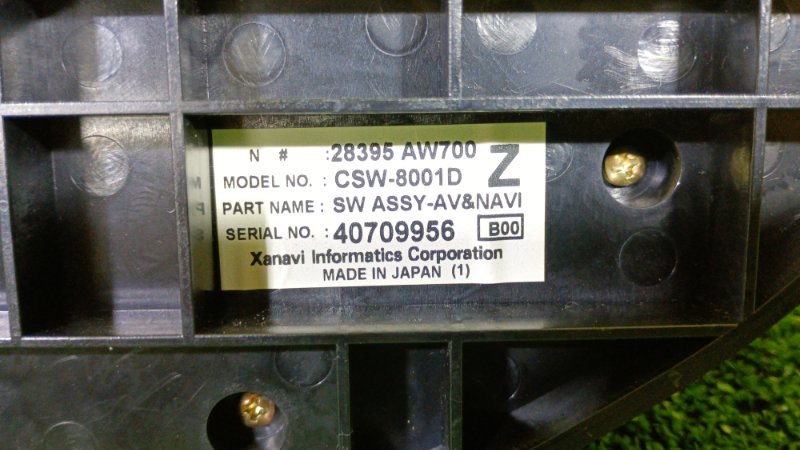 N # : 28395 AW700 Z
MODEL NO. : CSW-8001D
PART NAME : SW ASSY-AV&NAVI
SERIAL NO. : 40709956 B00
Xanavi Informatics Corporation
MADE IN JAPAN (1)